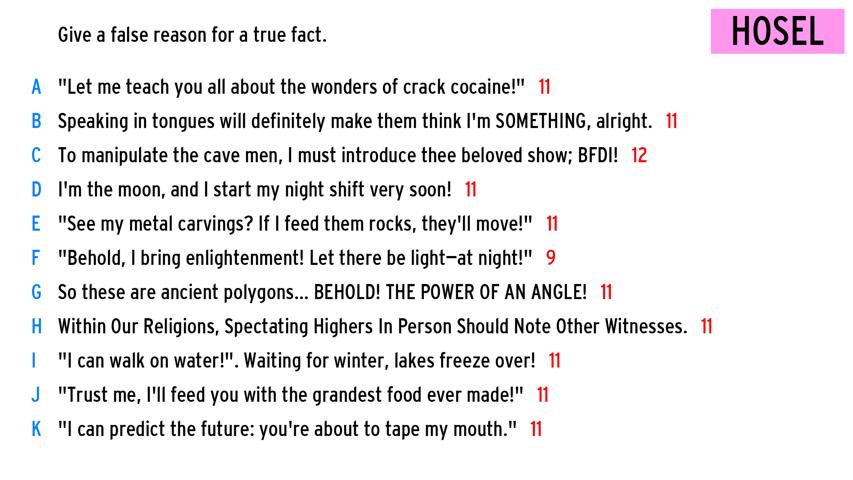 Give a false reason for a true fact.
HOSEL
A "Let me teach you all about the wonders of crack cocaine!" 11
B Speaking in tongues will definitely make them think I'm SOMETHING, alright. 11
C To manipulate the cave men, I must introduce thee beloved show; BFDI! 12
D I'm the moon, and I start my night shift very soon! 11
E "See my metal carvings? If I feed them rocks, they'll move!" 11
F "Behold, I bring enlightenment! Let there be light—at night!" 9
G So these are ancient polygons... BEHOLD! THE POWER OF AN ANGLE! 11
H Within Our Religions, Spectating Highers In Person Should Note Other Witnesses. 11
I "I can walk on water!". Waiting for winter, lakes freeze over! 11
J "Trust me, I'll feed you with the grandest food ever made!" 11
K "I can predict the future: you're about to tape my mouth." 11